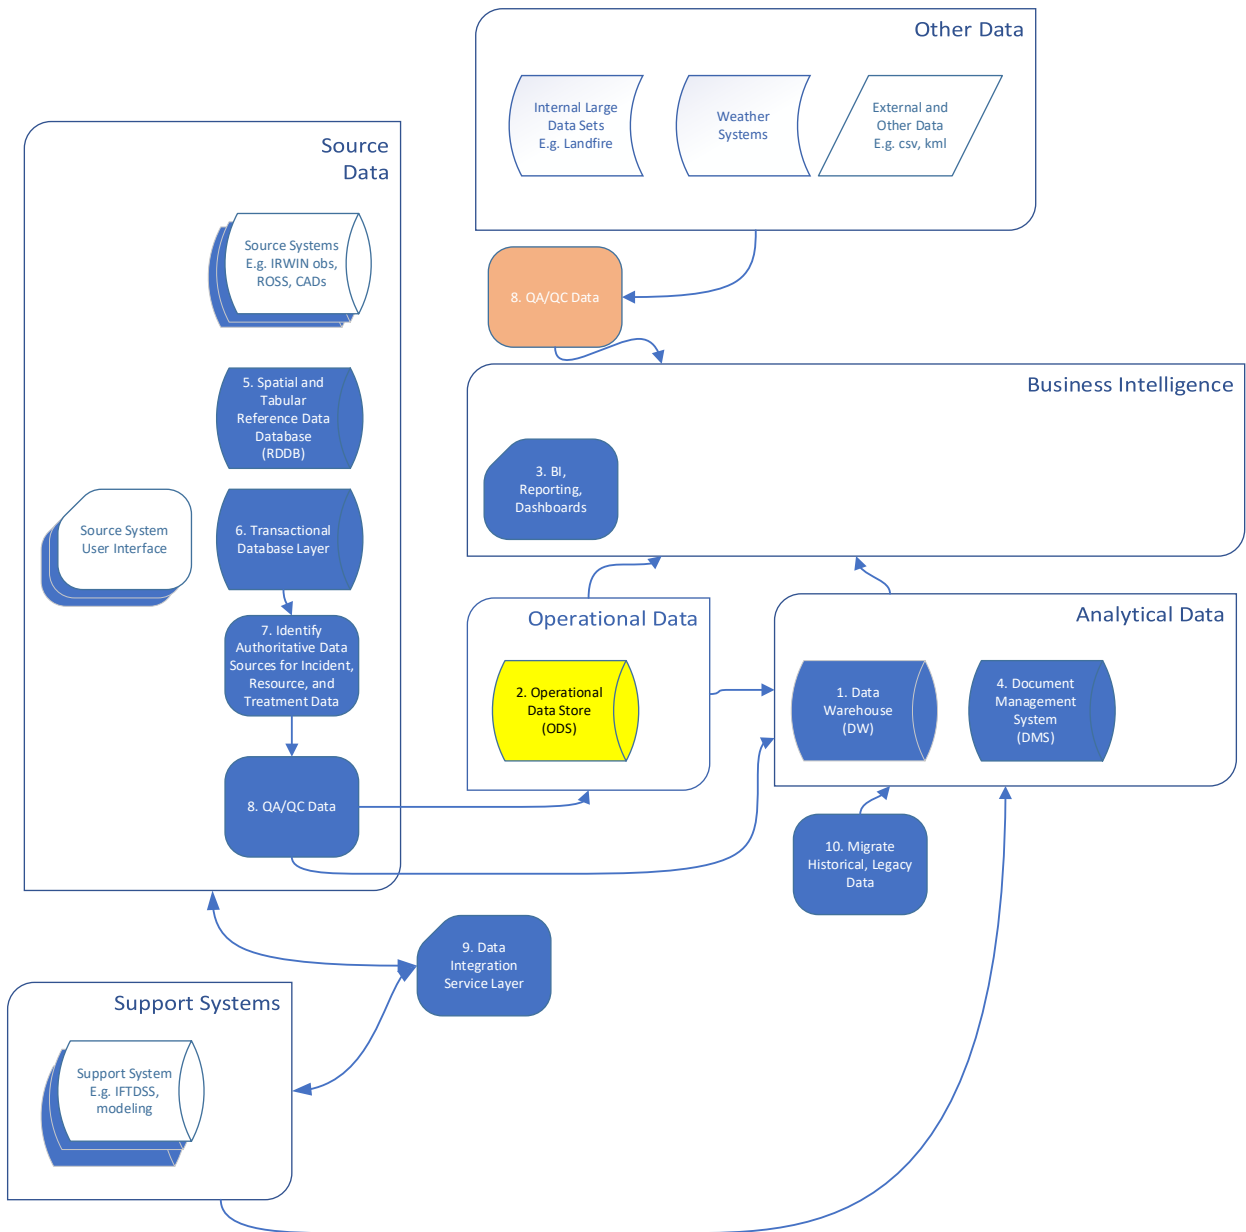 Other Data
Internal Large
Data Sets
E.g. Landfire
Weather
Systems
External and
Other Data
E.g. csv, kml
Source
Data
Source Systems
E.g. IRWIN obs,
ROSS, CADs
8. QA/QC Data
5. Spatial and
Tabular
Reference Data
Database
(RDDB)
Business Intelligence
3. BI,
Reporting,
Dashboards
Source System
User Interface
6. Transactional
Database Layer
7. Identify
Authoritative Data
Sources for Incident,
Resource, and
Treatment Data
8. QA/QC Data
Operational Data
2. Operational
Data Store
(ODS)
Analytical Data
1. Data
Warehouse
(DW)
4. Document
Management
System
(DMS)
10. Migrate
Historical, Legacy
Data
9. Data
Integration
Service Layer
Support Systems
Support System
E.g. IFTDSS,
modeling